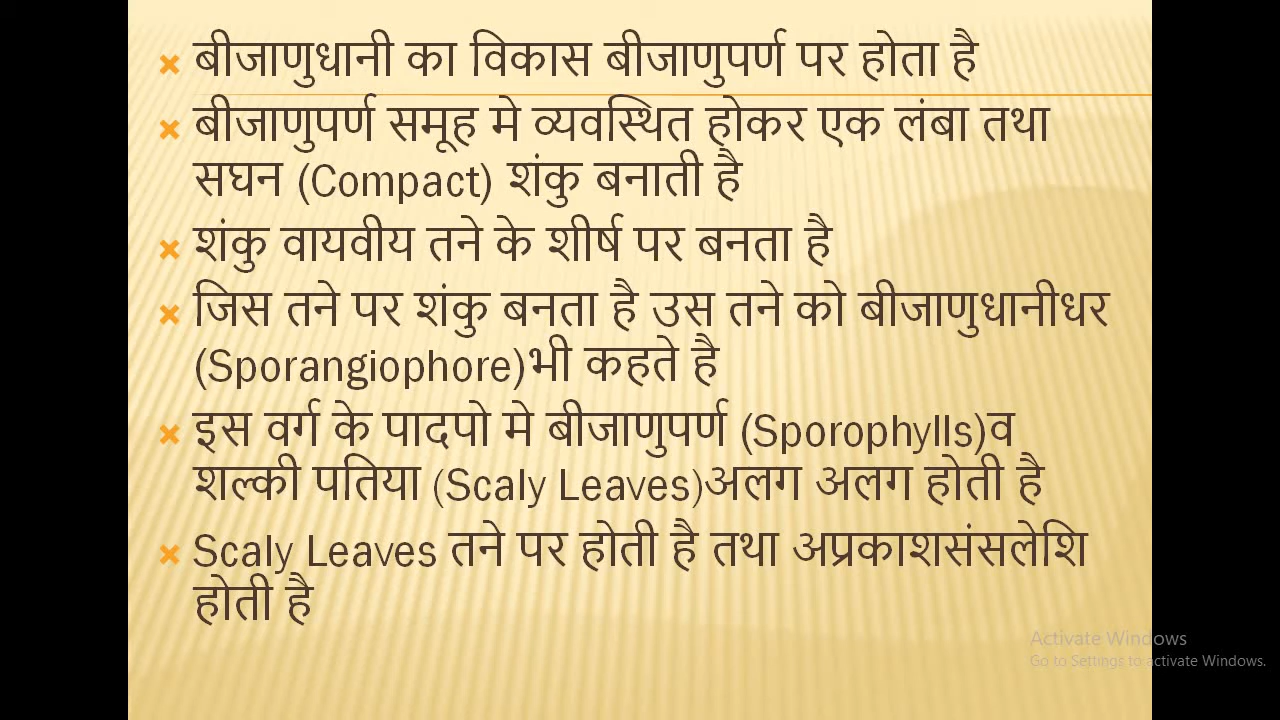 बीजाणुधानी का विकास बीजाणुपर्ण पर होता है
बीजाणुपर्ण समूह मे व्यवस्थित होकर एक लंबा तथा
सघन (Compact) शंकु बनाती है
शंकु वायवीय तने के शीर्ष पर बनता है
जिस तने पर शंकु बनता है उस तने को बीजाणुधानीधर
(Sporangiophore)भी कहते है
इस वर्ग के पादपो मे बीजाणुपर्ण (Sporophylls)व
शल्की पतिया (Scaly Leaves)अलग अलग होती है
Scaly Leaves तने पर होती है तथा अप्रकाशसंसलेशि
होती है
Activate Windows
Go to Settings to activate Windows.